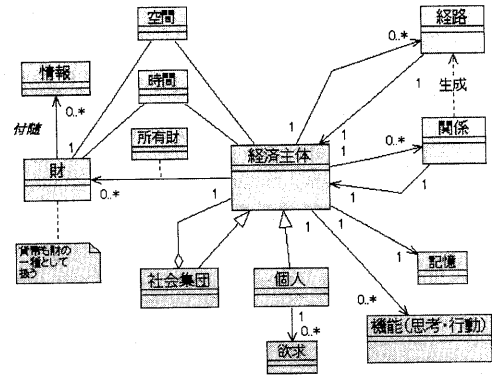 空間
経路
0..*
情報
時間
1
生成
0..*
所有財
付随
1
関係
1
0..*
財
経済主体
1
0..*
1
1
1
1
1
貨幣も財の
一種として
扱う
社会集団
個人
1
記憶
0..*
機能(思考・行動)
1
0..*
欲求